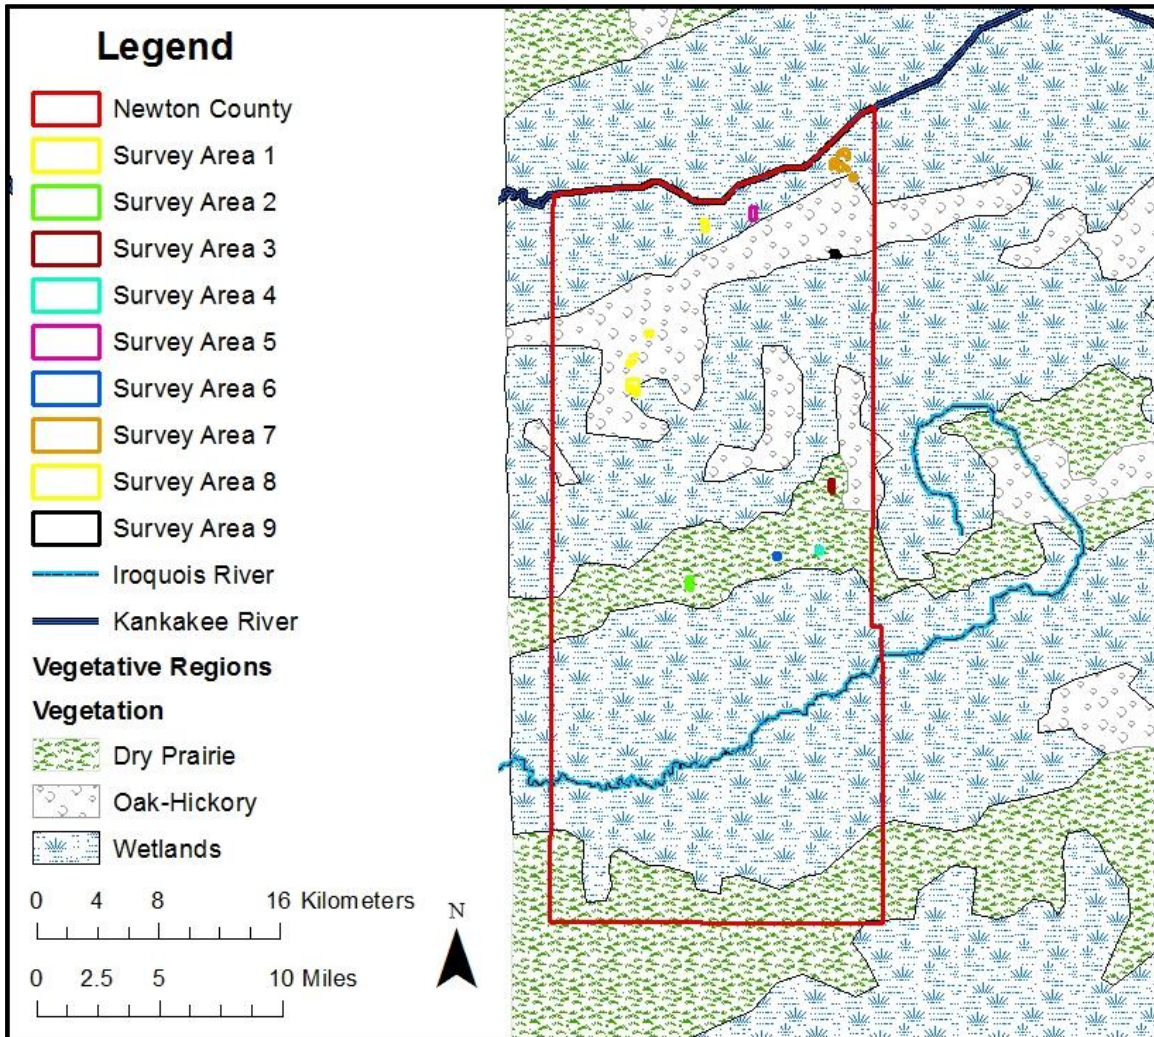 Legend
Newton County
Survey Area 1
Survey Area 2
Survey Area 3
Survey Area 4
Survey Area 5
Survey Area 6
Survey Area 7
Survey Area 8
Survey Area 9
Iroquois River
Kankakee River
Vegetative Regions
Vegetation
Dry Prairie
Oak-Hickory
Wetlands
0 4 8 16 Kilometers
N
0 2.5 5 10 Miles